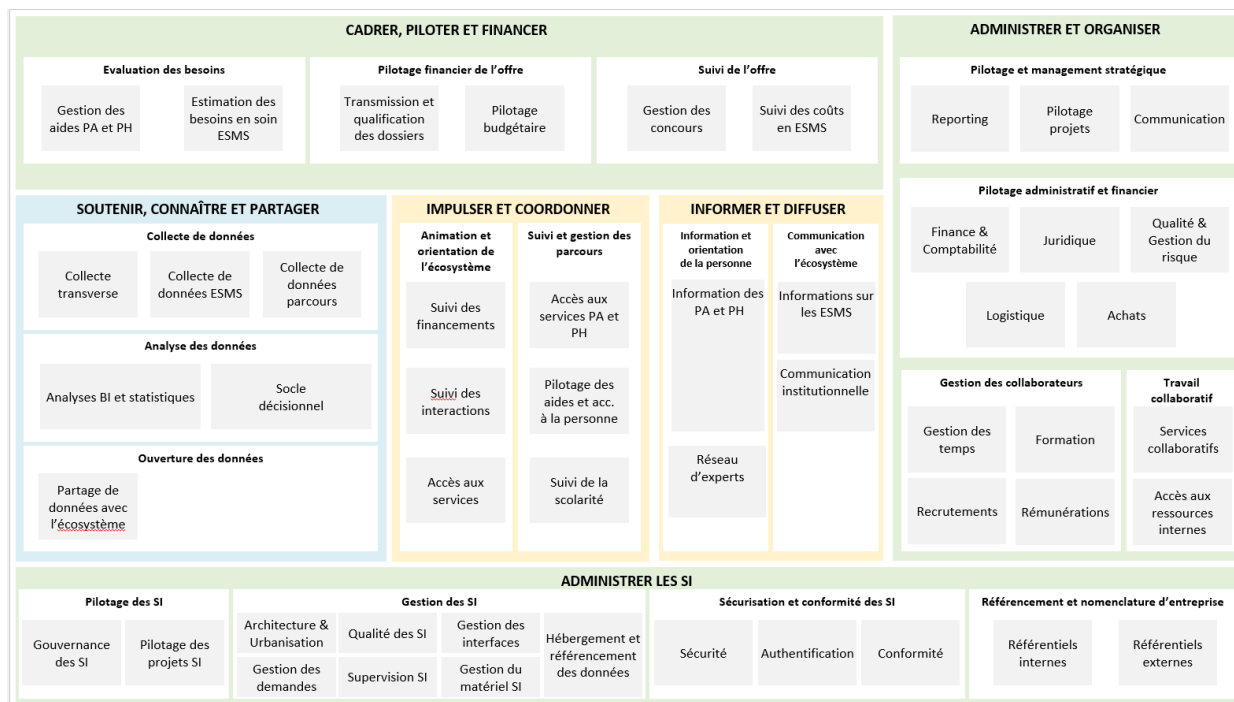 CADRER, PILOTER ET FINANCER
Evaluation des besoins
Gestion des
aides PA et PH
Estimation des
besoins en soin
ESMS
Pilotage financier de l'offre
Transmission et
qualification
des dossiers
Pilotage
budgétaire
Suivi de l'offre
Gestion des
concours
Suivi des coûts
en ESMS
ADMINISTRER ET ORGANISER
Pilotage et management stratégique
Reporting
Pilotage
projets
Communication
Pilotage administratif et financier
Finance &
Comptabilité
Juridique
Qualité &
Gestion du
risque
Logistique
Achats
Gestion des collaborateurs
Gestion des
temps
Formation
Recrutements
Rémunérations
Travail
collaboratif
Services
collaboratifs
Accès aux
ressources
internes
SOUTENIR, CONNAÎTRE ET PARTAGER
Collecte de données
Collecte
transverse
Collecte de
données ESMS
Collecte de
données
parcours
Analyse des données
Analyses BI et statistiques
Socle
décisionnel
Ouverture des données
Partage de
données avec
l'écosystème
IMPULSER ET COORDONNER
Animation et
orientation de
l'écosystème
Suivi des
financements
Suivi des
interactions
Accès aux
services
Suivi et gestion des
parcours
Accès aux
services PA et
PH
Pilotage des
aides et acc.
à la personne
Suivi de la
scolarité
INFORMER ET DIFFUSER
Information et
orientation
de la personne
Information des
PA et PH
Réseau
d'experts
Communication
avec
l'écosystème
Informations sur
les ESMS
Communication
institutionnelle
ADMINISTRER LES SI
Pilotage des SI
Gouvernance
des SI
Pilotage des
projets SI
Gestion des SI
Architecture &
Urbanisation
Qualité des SI
Gestion des
interfaces
Gestion des
demandes
Supervision SI
Gestion du
matériel SI
Hébergement et
référencement
des données
Sécurisation et conformité des SI
Sécurité
Authentification
Conformité
Référencement et nomenclature d'entreprise
Référentiels
internes
Référentiels
externes